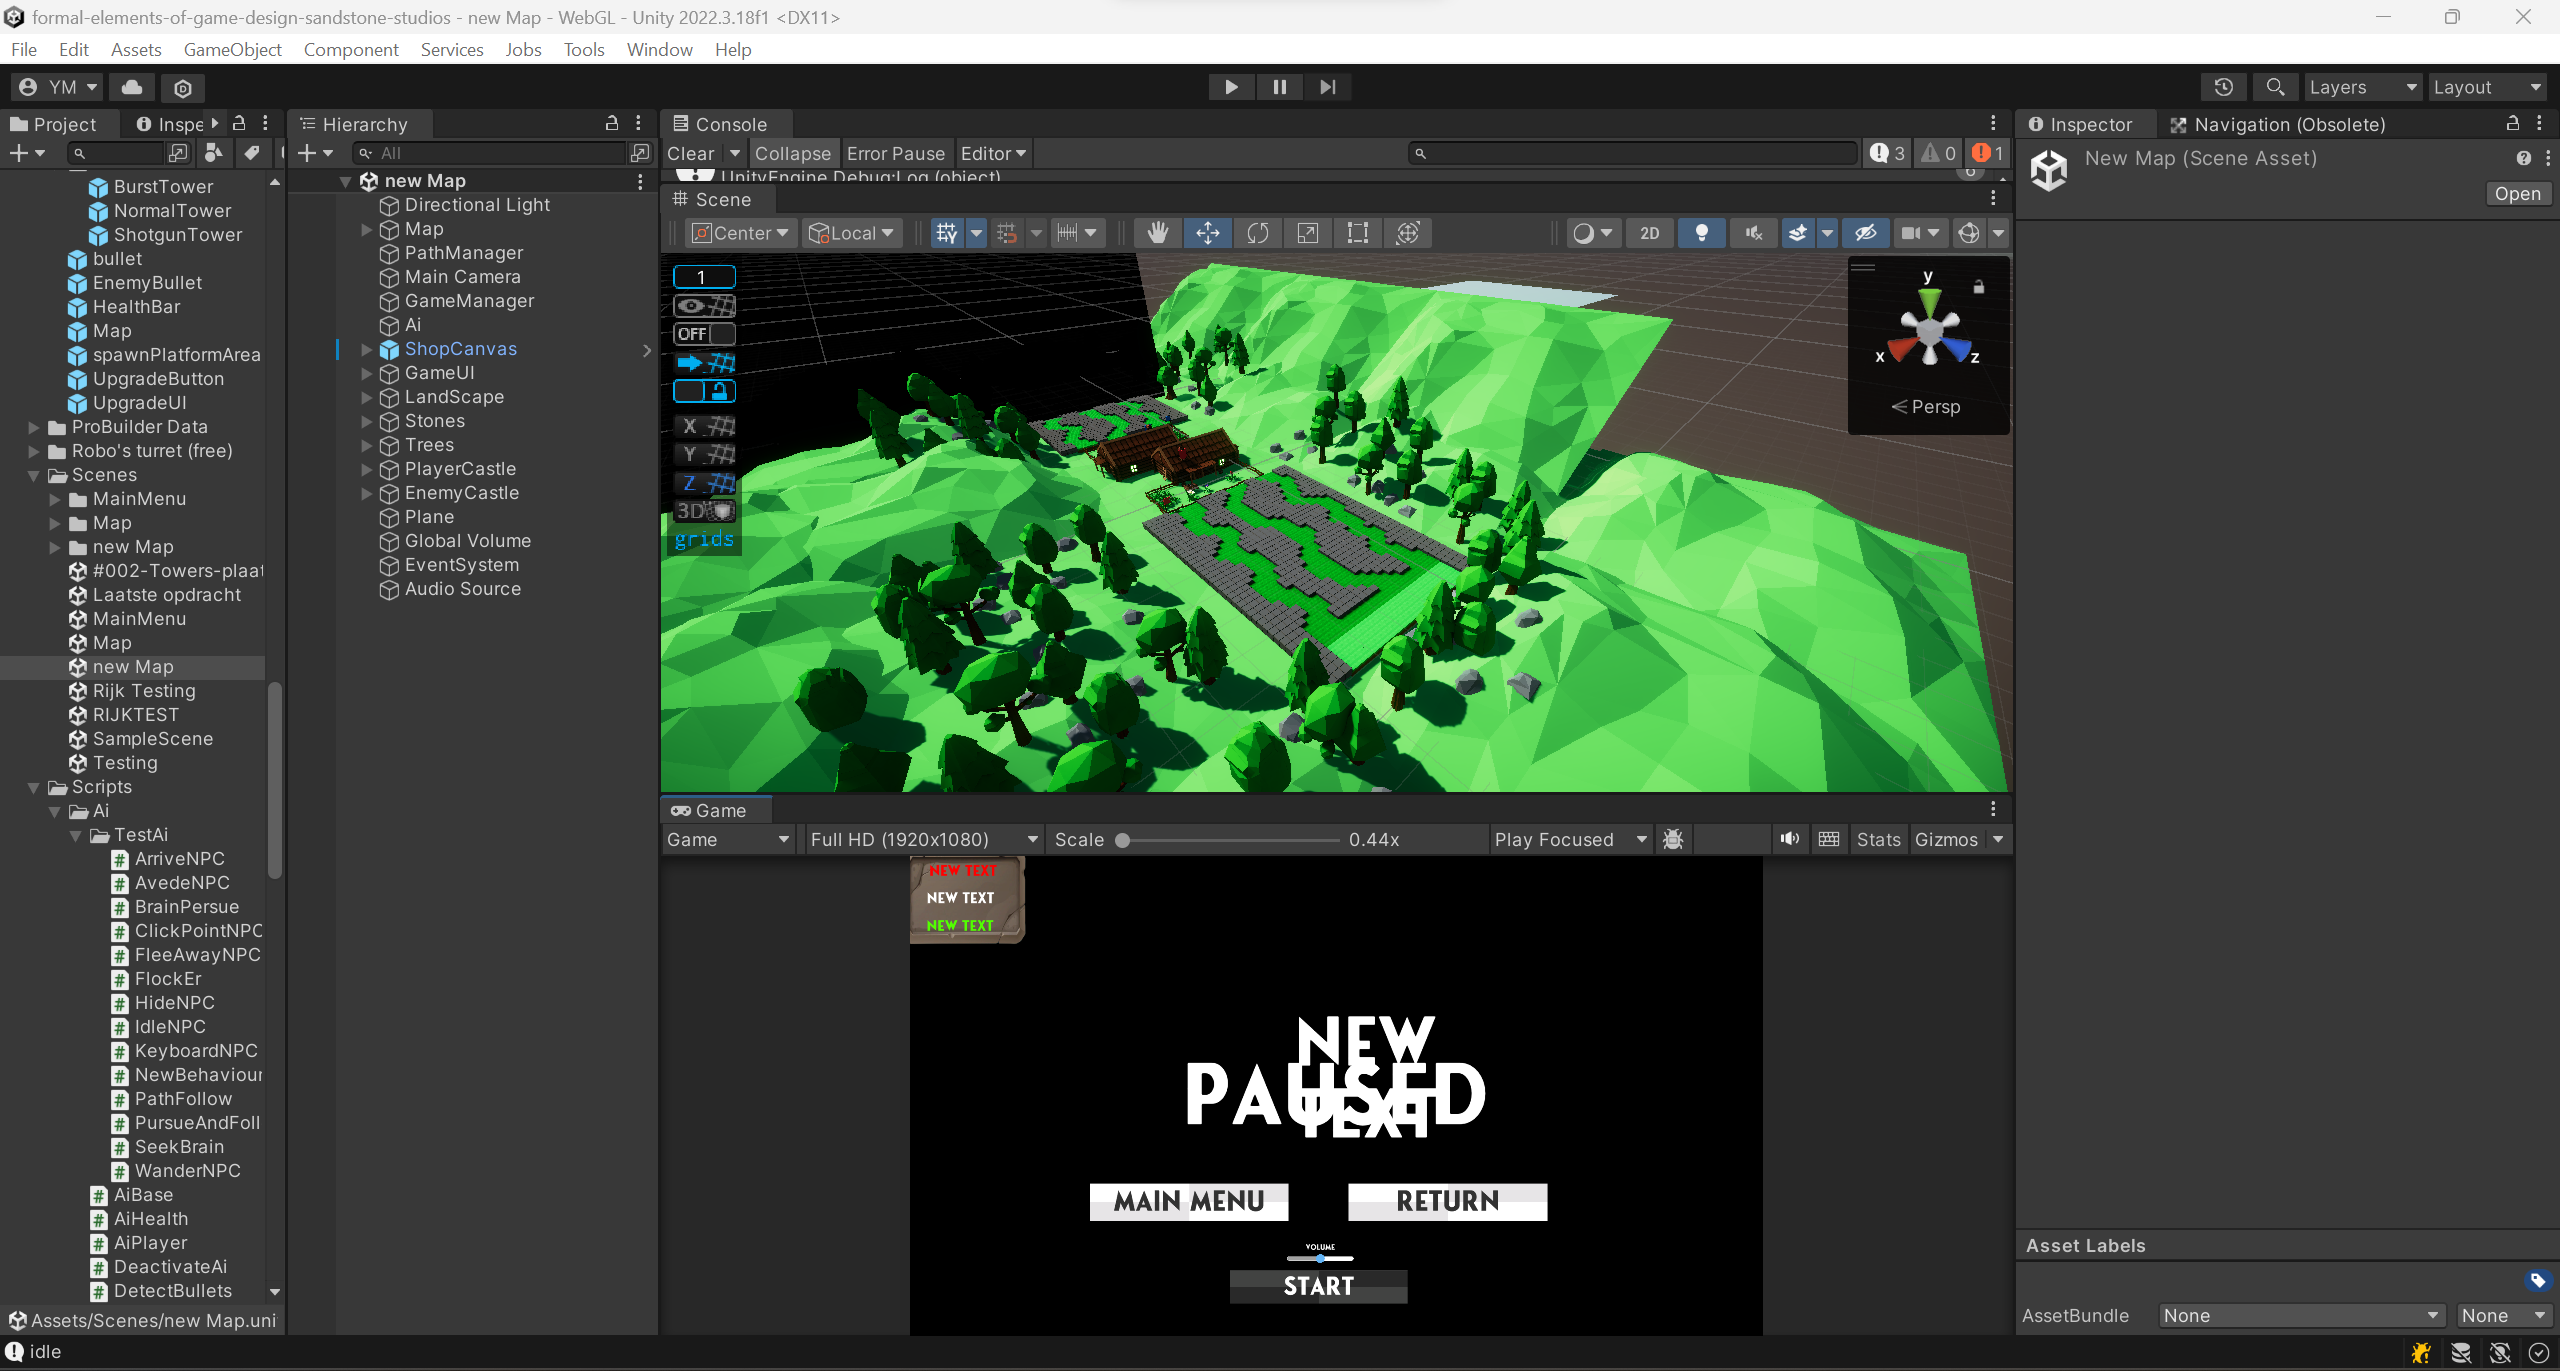 formal-elements-of-game-design-sandstone-studios - new Map - WebGL - Unity 2022.3.18f1 <DX11>
File Edit Assets GameObject Component Services Jobs Tools Window Help
YM Layers Layout
Project Inspe
BurstTower
NormalTower
ShotgunTower
bullet
EnemyBullet
HealthBar
Map
spawnPlatformArea
UpgradeButton
UpgradeUI
ProBuilder Data
Robo's turret (free)
Scenes
MainMenu
Map
new Map
#002-Towers-plaat
Laatste opdracht
MainMenu
Map
new Map
Rijk Testing
RIJKTEST
SampleScene
Testing
Scripts
Ai
TestAi
ArriveNPC
AvedeNPC
BrainPersue
ClickPointNPC
FleeAwayNPC
FlockEr
HideNPC
IdleNPC
KeyboardNPC
NewBehaviour
PathFollow
PursueAndFoll
SeekBrain
WanderNPC
AiBase
AiHealth
AiPlayer
DeactivateAi
DetectBullets
Assets/Scenes/new Map.uni
idle
Hierarchy
All
new Map
Directional Light
Map
PathManager
Main Camera
GameManager
Ai
ShopCanvas
GameUI
LandScape
Stones
Trees
PlayerCastle
EnemyCastle
Plane
Global Volume
EventSystem
Audio Source
Console
Clear Collapse Error Pause Editor 3 0 1
UnityEngine.Debug:Log (object) 6
Scene
Center Local 2D
1
OFF
X
Y
Z
3D
grids
y
x z
Persp
Game
Game Full HD (1920x1080) Scale 0.44x Play Focused Stats Gizmos
NEW TEXT
NEW TEXT
NEW TEXT
NEW
PAUSED
TEXT
MAIN MENU RETURN
VOLUME
START
Inspector Navigation (Obsolete)
New Map (Scene Asset)
Open
Asset Labels
AssetBundle None None